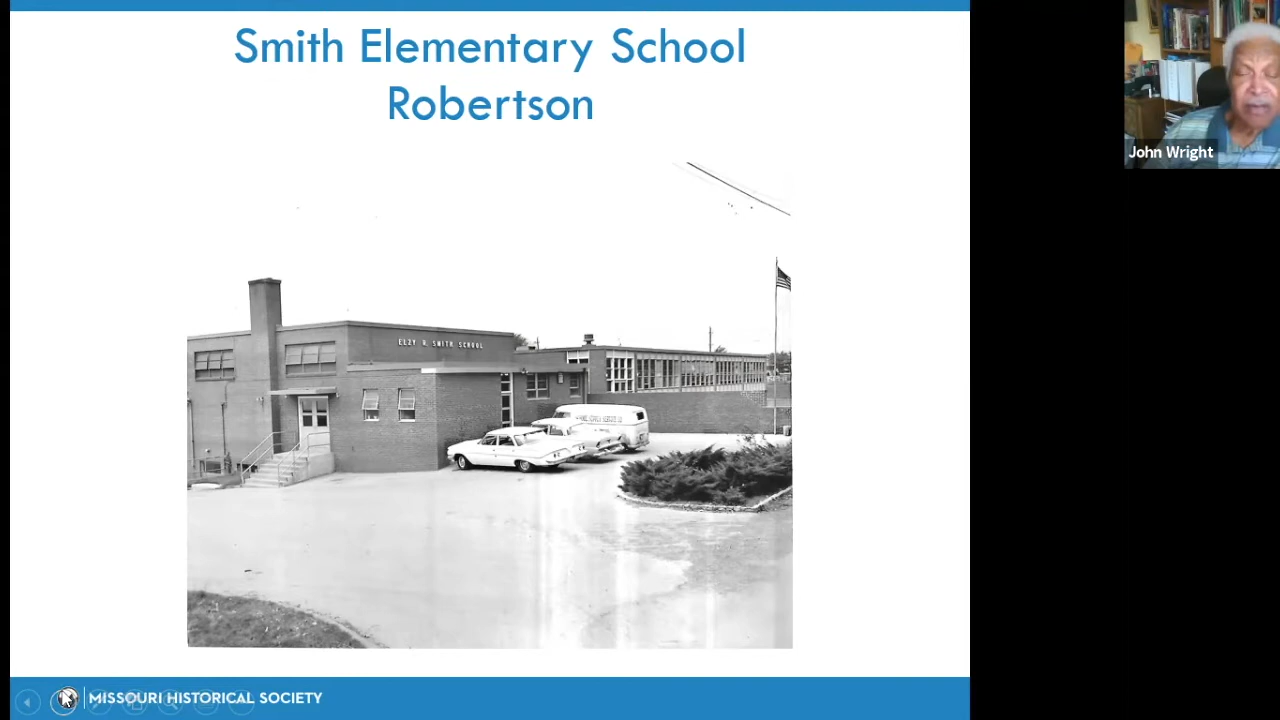 Smith Elementary School
Robertson
John Wright
ELZY R. SMITH SCHOOL
MISSOURI HISTORICAL SOCIETY